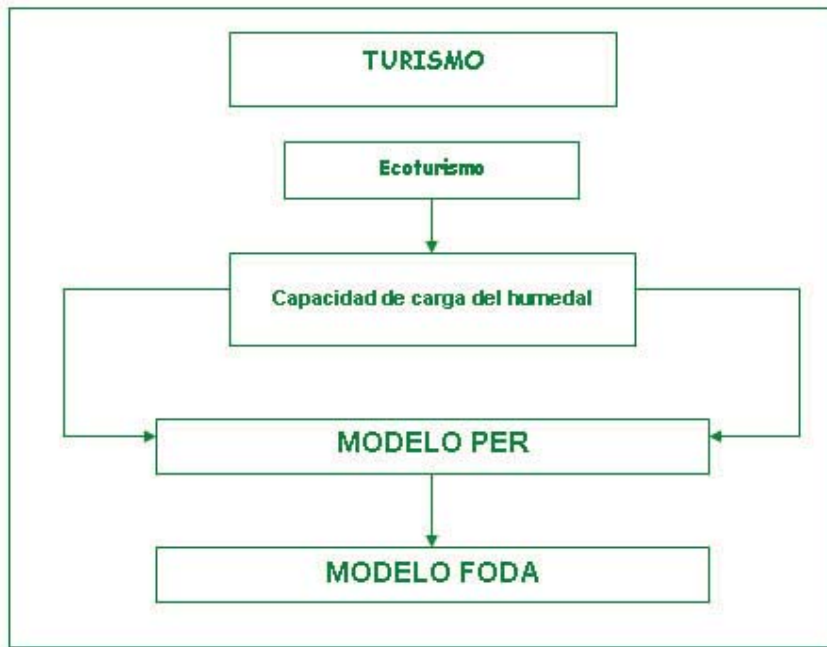 TURISMO
Ecoturismo
Capacidad de carga del humedal
MODELO PER
MODELO FODA